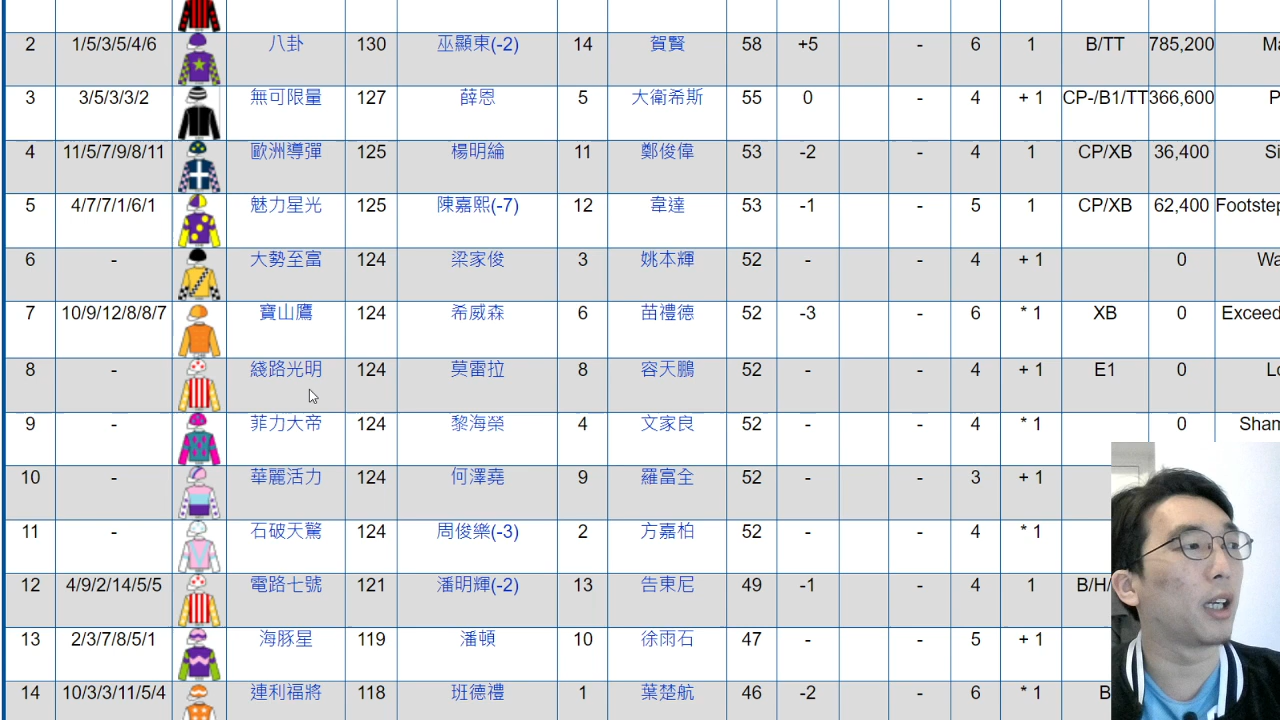 2 1/5/3/5/4/6 八卦 130 巫顯東(-2) 14 賀賢 58 +5 - 6 1 B/TT 785,200 Ma
3 3/5/3/3/2 無可限量 127 薛恩 5 大衛希斯 55 0 - 4 + 1 CP-/B1/TT 366,600 P
4 11/5/7/9/8/11 歐洲導彈 125 楊明綸 11 鄭俊偉 53 -2 - 4 1 CP/XB 36,400 Si
5 4/7/7/1/6/1 魅力星光 125 陳嘉熙(-7) 12 韋達 53 -1 - 5 1 CP/XB 62,400 Footstep
6 - 大勢至富 124 梁家俊 3 姚本輝 52 - - 4 + 1 0 Wa
7 10/9/12/8/8/7 寶山鷹 124 希威森 6 苗禮德 52 -3 - 6 * 1 XB 0 Exceed
8 - 綫路光明 124 莫雷拉 8 容天鵬 52 - - 4 + 1 E1 0 Lo
9 - 菲力大帝 124 黎海榮 4 文家良 52 - - 4 * 1 0 Sham
10 - 華麗活力 124 何澤堯 9 羅富全 52 - - 3 + 1
11 - 石破天驚 124 周俊樂(-3) 2 方嘉柏 52 - - 4 * 1
12 4/9/2/14/5/5 電路七號 121 潘明輝(-2) 13 告東尼 49 -1 - 4 1 B/H/
13 2/3/7/8/5/1 海豚星 119 潘頓 10 徐雨石 47 - - 5 + 1
14 10/3/3/11/5/4 連利福將 118 班德禮 1 葉楚航 46 -2 - 6 * 1 B